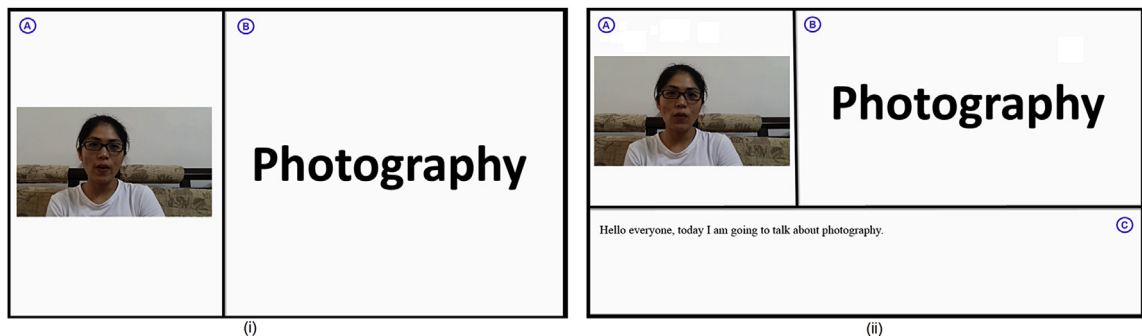 A
B
Photography
(i)
A
B
Photography
Hello everyone, today I am going to talk about photography.
C
(ii)